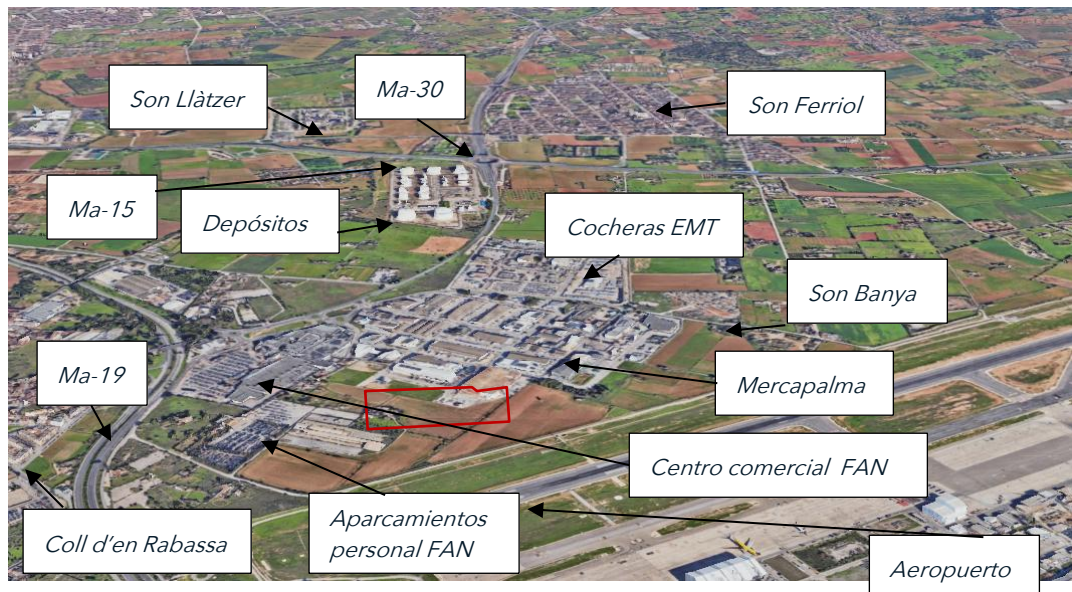 Son Llàtzer
Ma-30
Son Ferriol
Ma-15
Depósitos
Cocheras EMT
Son Banya
Ma-19
Mercapalma
Centro comercial FAN
Coll d'en Rabassa
Aparcamientos
personal FAN
Aeropuerto